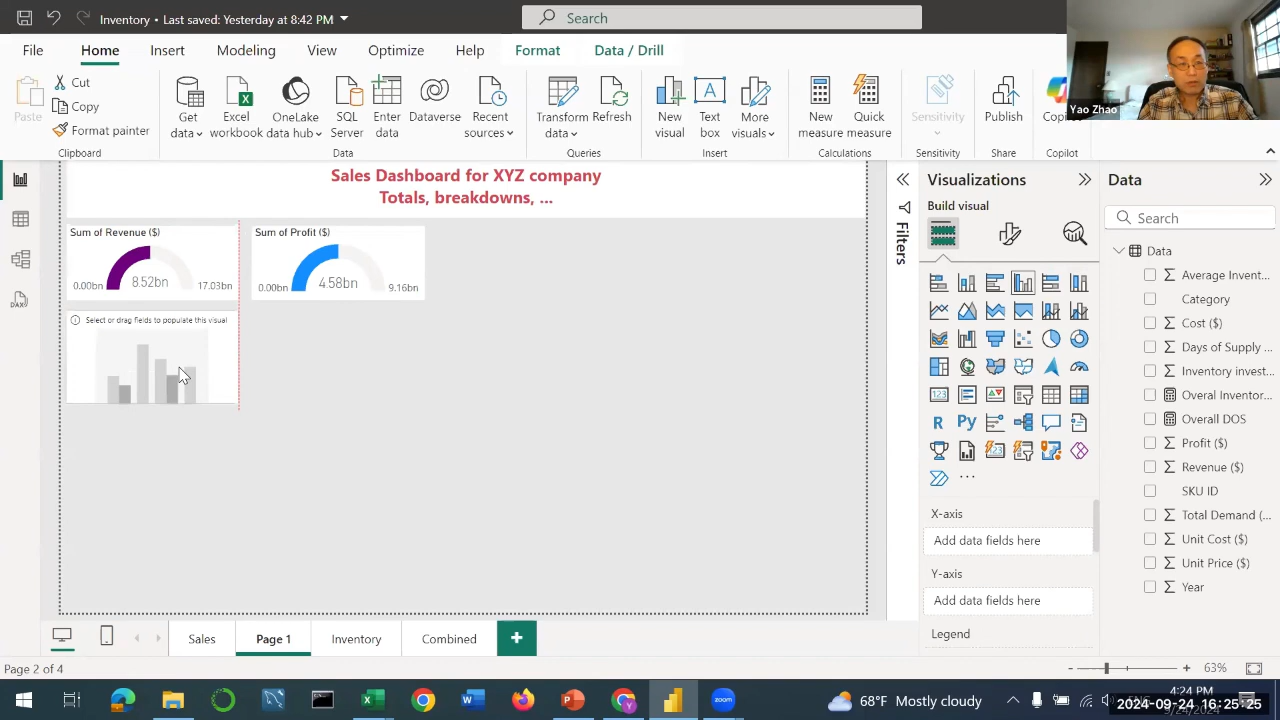 Inventory • Last saved: Yesterday at 8:42 PM
Search
File Home Insert Modeling View Optimize Help Format Data / Drill
Paste
Cut
Copy
Format painter
Clipboard
Get data
Excel workbook
OneLake data hub
SQL Server
Enter data
Dataverse
Recent sources
Data
Transform data
Refresh
Queries
New visual
Text box
More visuals
Insert
New measure
Quick measure
Calculations
Sensitivity
Sensitivity
Publish
Share
Copilot
Yao Zhao
Sales Dashboard for XYZ company
Totals, breakdowns, ...
Sum of Revenue ($)
8.52bn
0.00bn 17.03bn
Sum of Profit ($)
4.58bn
0.00bn 9.16bn
Select or drag fields to populate this visual
Filters
Visualizations
Build visual
123
R Py
X-axis
Add data fields here
Y-axis
Add data fields here
Legend
Data
Search
Data
Average Invent...
Category
Cost ($)
Days of Supply ...
Inventory invest...
Overal Inventor...
Overall DOS
Profit ($)
Revenue ($)
SKU ID
Total Demand (...
Unit Cost ($)
Unit Price ($)
Year
DAX
Sales Page 1 Inventory Combined
Page 2 of 4
63%
68°F Mostly cloudy
zoom
4:24 PM
2024-09-24 16:25:25